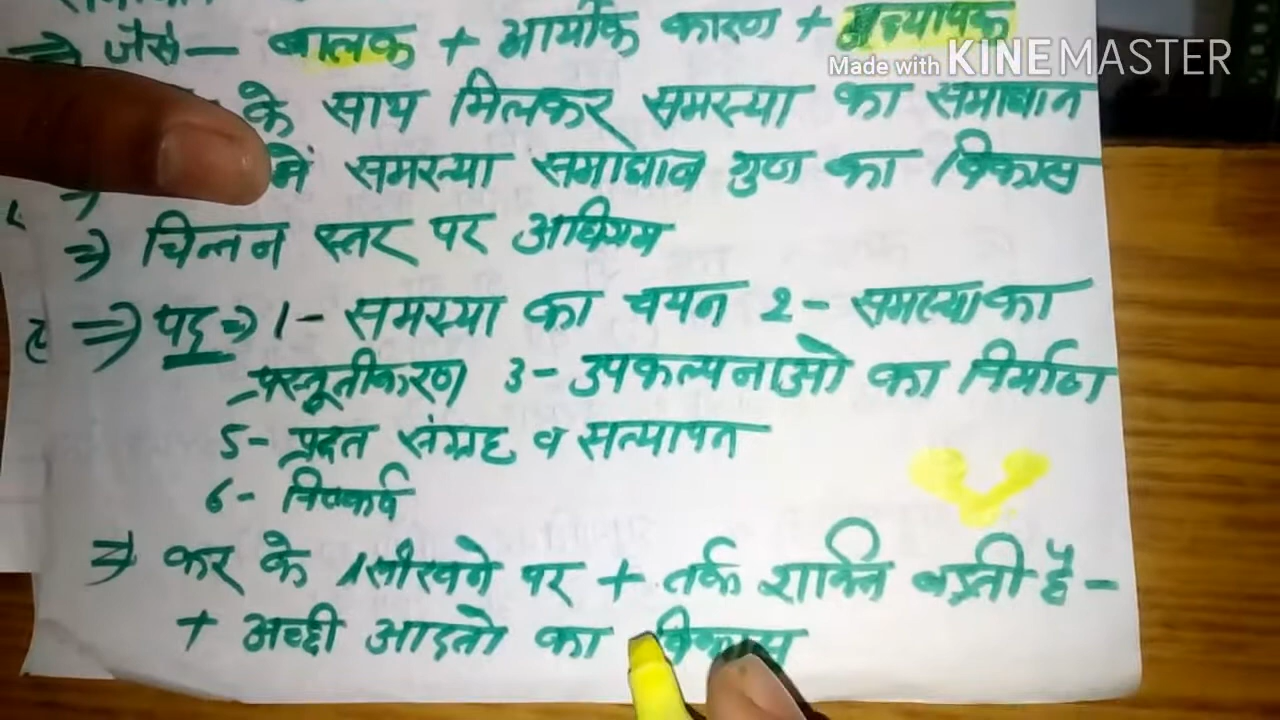 ⇒ जैसे— बालक + आर्थिक कारण + अध्यापक
Made with KINEMASTER
के साथ मिलकर समस्या का समाधान
में समस्या समाधान गुण का विकास
⇒ चिन्तन स्तर पर अधिगम
⇒ पद ⇒ 1- समस्या का चयन 2- समस्या का
प्रस्तूतीकरण 3- उपकल्पनाओ का निर्माण
5- प्रदत संग्रह व सत्यापन
6- निष्कर्ष
⇒ कर के सीखने पर + तर्क शक्ति बढ़ती है-
+ अच्छी आदतो का विकास